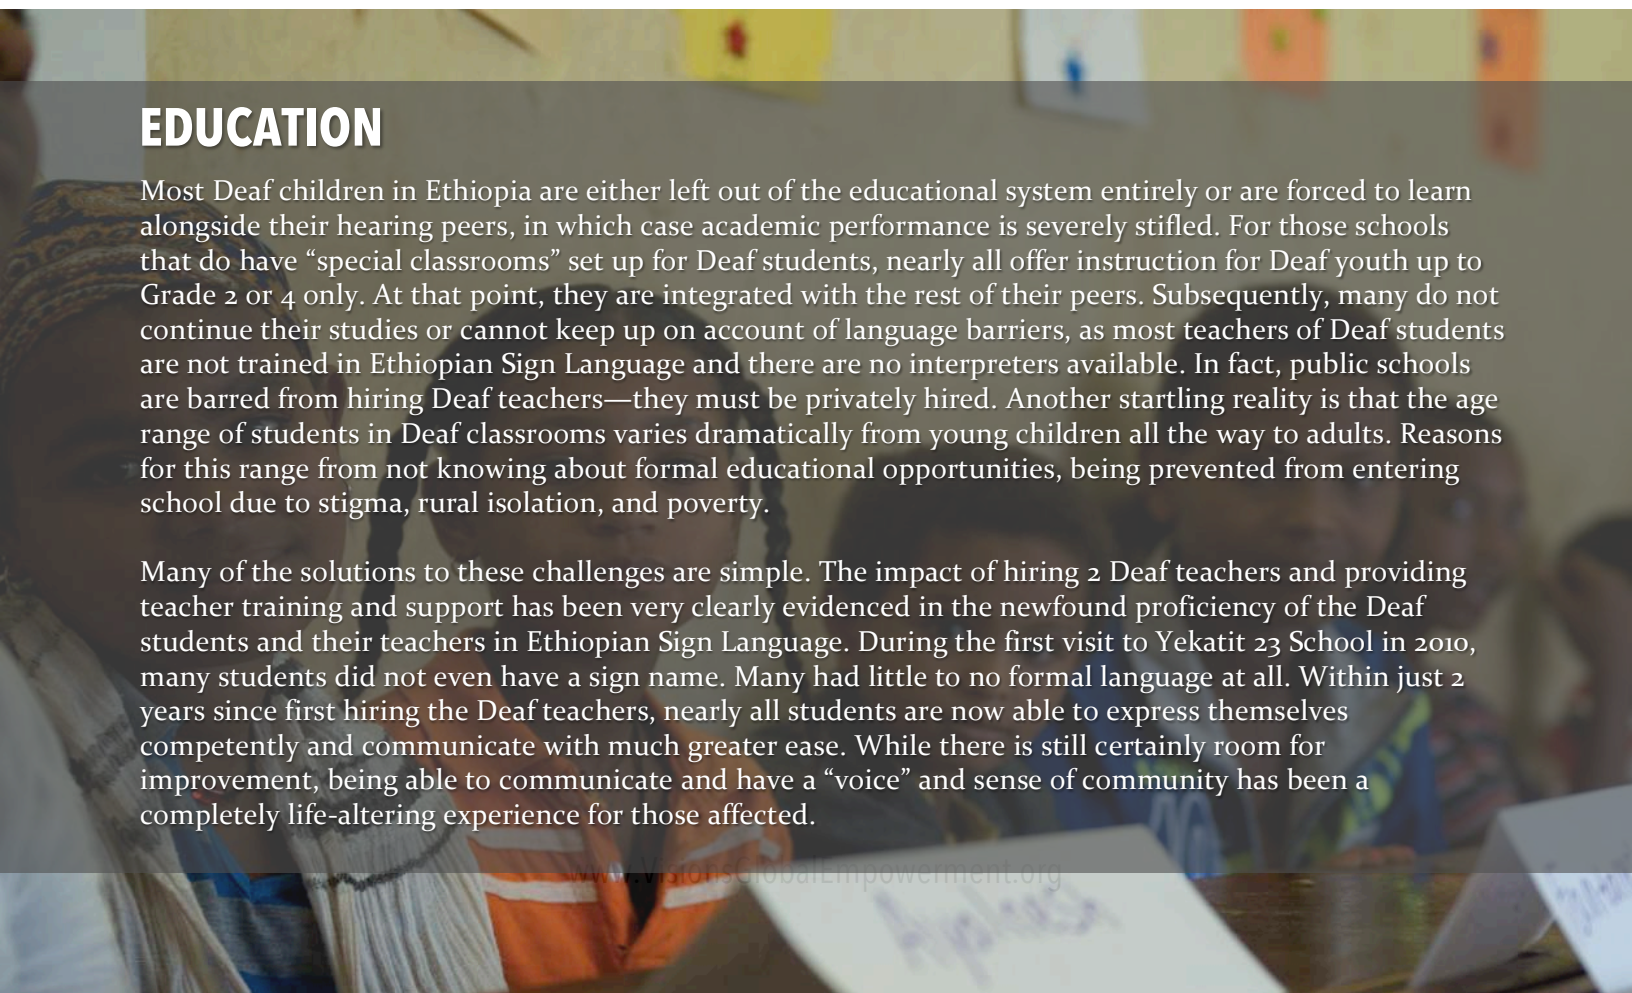 EDUCATION
Most Deaf children in Ethiopia are either left out of the educational system entirely or are forced to learn
alongside their hearing peers, in which case academic performance is severely stifled. For those schools
that do have “special classrooms” set up for Deaf students, nearly all offer instruction for Deaf youth up to
Grade 2 or 4 only. At that point, they are integrated with the rest of their peers. Subsequently, many do not
continue their studies or cannot keep up on account of language barriers, as most teachers of Deaf students
are not trained in Ethiopian Sign Language and there are no interpreters available. In fact, public schools
are barred from hiring Deaf teachers—they must be privately hired. Another startling reality is that the age
range of students in Deaf classrooms varies dramatically from young children all the way to adults. Reasons
for this range from not knowing about formal educational opportunities, being prevented from entering
school due to stigma, rural isolation, and poverty.
Many of the solutions to these challenges are simple. The impact of hiring 2 Deaf teachers and providing
teacher training and support has been very clearly evidenced in the newfound proficiency of the Deaf
students and their teachers in Ethiopian Sign Language. During the first visit to Yekatit 23 School in 2010,
many students did not even have a sign name. Many had little to no formal language at all. Within just 2
years since first hiring the Deaf teachers, nearly all students are now able to express themselves
competently and communicate with much greater ease. While there is still certainly room for
improvement, being able to communicate and have a “voice” and sense of community has been a
completely life-altering experience for those affected.
www.VisionsGlobalEmpowerment.org